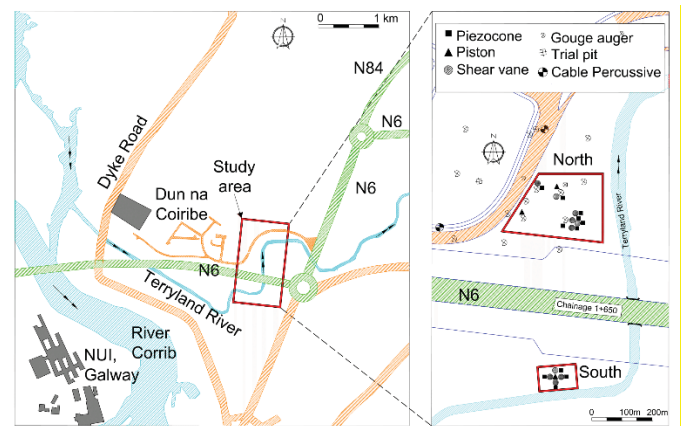 0
1 km
N
N84
N6
N6
Dyke Road
Study
area
Dun na
Coiribe
N6
Terryland River
River
Corrib
NUI,
Galway
Piezocone
Gouge auger
Piston
Trial pit
Shear vane
Cable Percussive
N
North
Terryland River
N6
Chainage 1+650
South
0
100m
200m